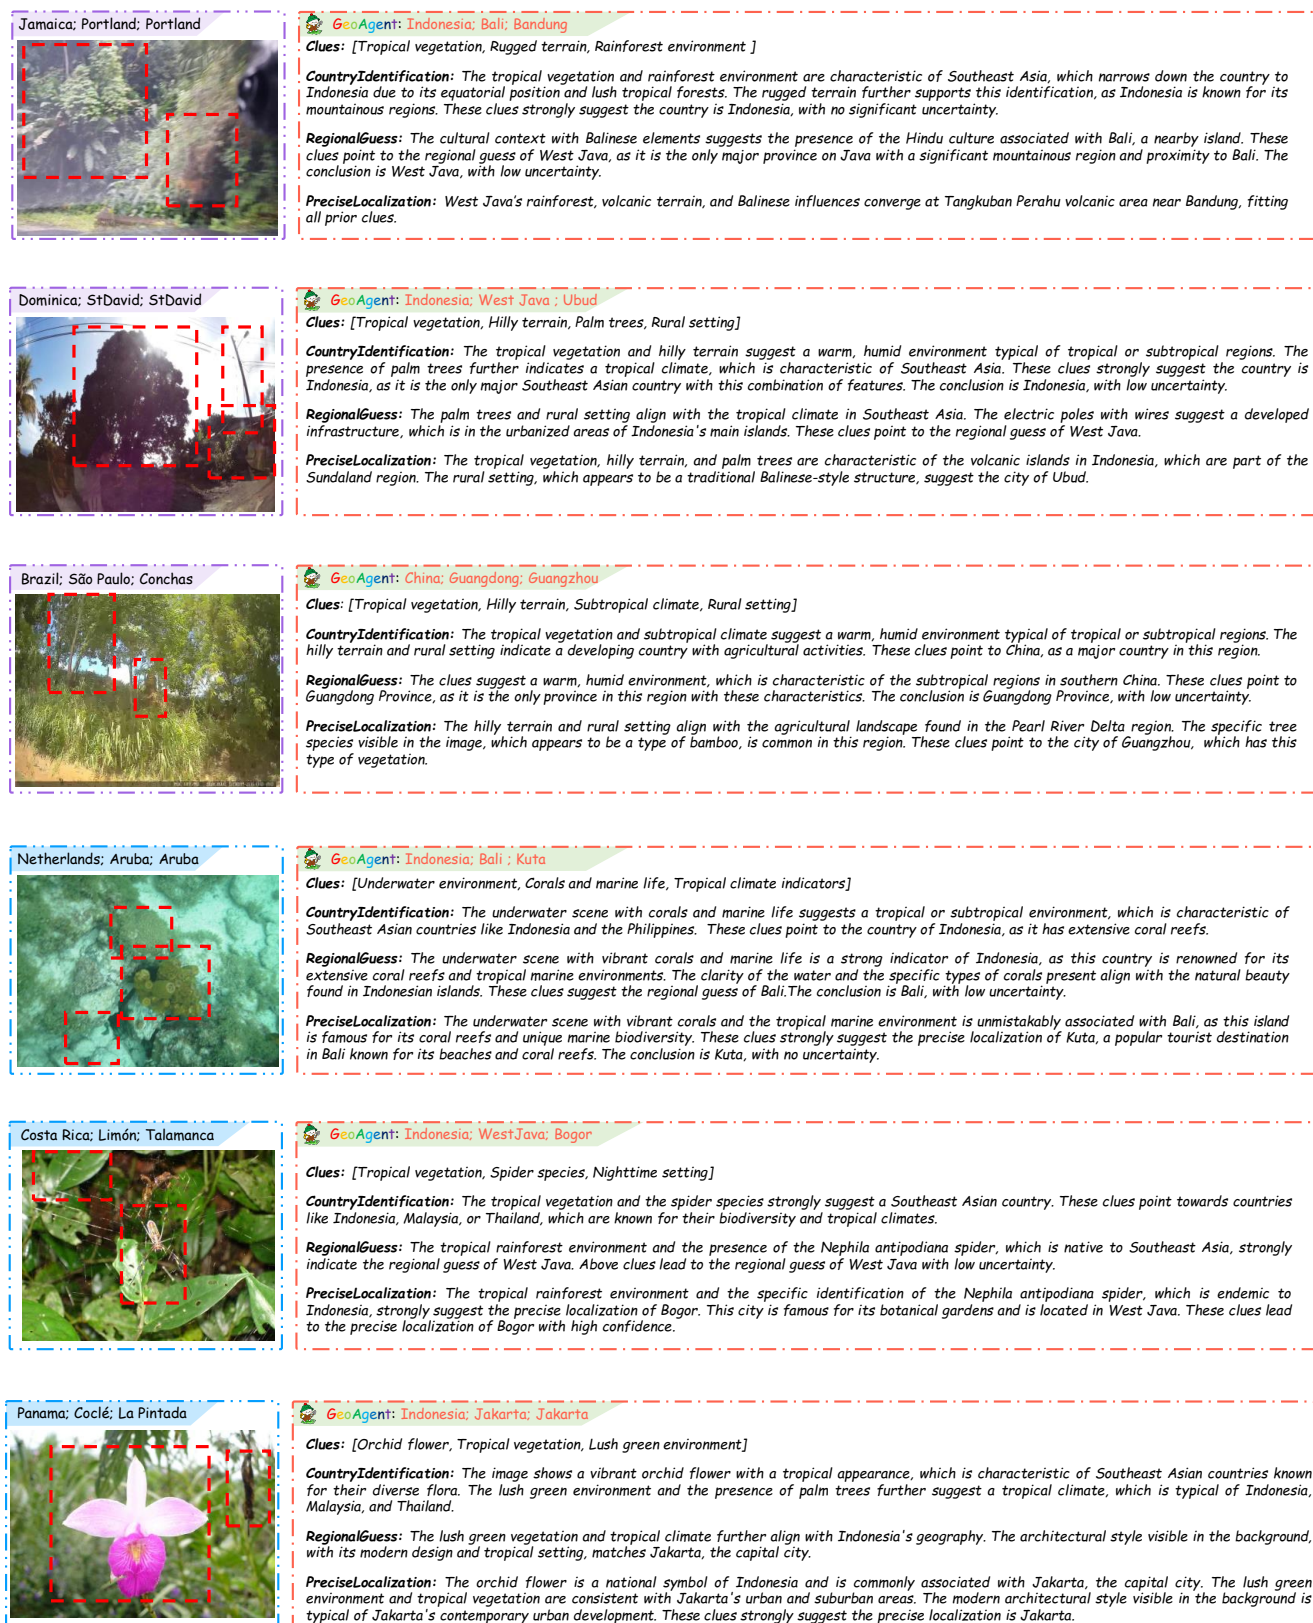 Jamaica; Portland; Portland
GeoAgent: Indonesia; Bali; Bandung
Clues: [Tropical vegetation, Rugged terrain, Rainforest environment ]
CountryIdentification: The tropical vegetation and rainforest environment are characteristic of Southeast Asia, which narrows down the country to
Indonesia due to its equatorial position and lush tropical forests. The rugged terrain further supports this identification, as Indonesia is known for its
mountainous regions. These clues strongly suggest the country is Indonesia, with no significant uncertainty.
RegionalGuess: The cultural context with Balinese elements suggests the presence of the Hindu culture associated with Bali, a nearby island. These
clues point to the regional guess of West Java, as it is the only major province on Java with a significant mountainous region and proximity to Bali. The
conclusion is West Java, with low uncertainty.
PreciseLocalization: West Java's rainforest, volcanic terrain, and Balinese influences converge at Tangkuban Perahu volcanic area near Bandung, fitting
all prior clues.
Dominica; StDavid; StDavid
GeoAgent: Indonesia; West Java ; Ubud
Clues: [Tropical vegetation, Hilly terrain, Palm trees, Rural setting]
CountryIdentification: The tropical vegetation and hilly terrain suggest a warm, humid environment typical of tropical or subtropical regions. The
presence of palm trees further indicates a tropical climate, which is characteristic of Southeast Asia. These clues strongly suggest the country is
Indonesia, as it is the only major Southeast Asian country with this combination of features. The conclusion is Indonesia, with low uncertainty.
RegionalGuess: The palm trees and rural setting align with the tropical climate in Southeast Asia. The electric poles with wires suggest a developed
infrastructure, which is in the urbanized areas of Indonesia's main islands. These clues point to the regional guess of West Java.
PreciseLocalization: The tropical vegetation, hilly terrain, and palm trees are characteristic of the volcanic islands in Indonesia, which are part of the
Sundaland region. The rural setting, which appears to be a traditional Balinese-style structure, suggest the city of Ubud.
Brazil; São Paulo; Conchas
GeoAgent: China; Guangdong; Guangzhou
Clues: [Tropical vegetation, Hilly terrain, Subtropical climate, Rural setting]
CountryIdentification: The tropical vegetation and subtropical climate suggest a warm, humid environment typical of tropical or subtropical regions. The
hilly terrain and rural setting indicate a developing country with agricultural activities. These clues point to China, as a major country in this region.
RegionalGuess: The clues suggest a warm, humid environment, which is characteristic of the subtropical regions in southern China. These clues point to
Guangdong Province, as it is the only province in this region with these characteristics. The conclusion is Guangdong Province, with low uncertainty.
PreciseLocalization: The hilly terrain and rural setting align with the agricultural landscape found in the Pearl River Delta region. The specific tree
species visible in the image, which appears to be a type of bamboo, is common in this region. These clues point to the city of Guangzhou, which has this
type of vegetation.
Netherlands; Aruba; Aruba
GeoAgent: Indonesia; Bali ; Kuta
Clues: [Underwater environment, Corals and marine life, Tropical climate indicators]
CountryIdentification: The underwater scene with corals and marine life suggests a tropical or subtropical environment, which is characteristic of
Southeast Asian countries like Indonesia and the Philippines. These clues point to the country of Indonesia, as it has extensive coral reefs.
RegionalGuess: The underwater scene with vibrant corals and marine life is a strong indicator of Indonesia, as this country is renowned for its
extensive coral reefs and tropical marine environments. The clarity of the water and the specific types of corals present align with the natural beauty
found in Indonesian islands. These clues suggest the regional guess of Bali.The conclusion is Bali, with low uncertainty.
PreciseLocalization: The underwater scene with vibrant corals and the tropical marine environment is unmistakably associated with Bali, as this island
is famous for its coral reefs and unique marine biodiversity. These clues strongly suggest the precise localization of Kuta, a popular tourist destination
in Bali known for its beaches and coral reefs. The conclusion is Kuta, with no uncertainty.
Costa Rica; Limón; Talamanca
GeoAgent: Indonesia; WestJava; Bogor
Clues: [Tropical vegetation, Spider species, Nighttime setting]
CountryIdentification: The tropical vegetation and the spider species strongly suggest a Southeast Asian country. These clues point towards countries
like Indonesia, Malaysia, or Thailand, which are known for their biodiversity and tropical climates.
RegionalGuess: The tropical rainforest environment and the presence of the Nephila antipodiana spider, which is native to Southeast Asia, strongly
indicate the regional guess of West Java. Above clues lead to the regional guess of West Java with low uncertainty.
PreciseLocalization: The tropical rainforest environment and the specific identification of the Nephila antipodiana spider, which is endemic to
Indonesia, strongly suggest the precise localization of Bogor. This city is famous for its botanical gardens and is located in West Java. These clues lead
to the precise localization of Bogor with high confidence.
Panama; Coclé; La Pintada
GeoAgent: Indonesia; Jakarta; Jakarta
Clues: [Orchid flower, Tropical vegetation, Lush green environment]
CountryIdentification: The image shows a vibrant orchid flower with a tropical appearance, which is characteristic of Southeast Asian countries known
for their diverse flora. The lush green environment and the presence of palm trees further suggest a tropical climate, which is typical of Indonesia,
Malaysia, and Thailand.
RegionalGuess: The lush green vegetation and tropical climate further align with Indonesia's geography. The architectural style visible in the background,
with its modern design and tropical setting, matches Jakarta, the capital city.
PreciseLocalization: The orchid flower is a national symbol of Indonesia and is commonly associated with Jakarta, the capital city. The lush green
environment and tropical vegetation are consistent with Jakarta's urban and suburban areas. The modern architectural style visible in the background is
typical of Jakarta's contemporary urban development. These clues strongly suggest the precise localization is Jakarta.